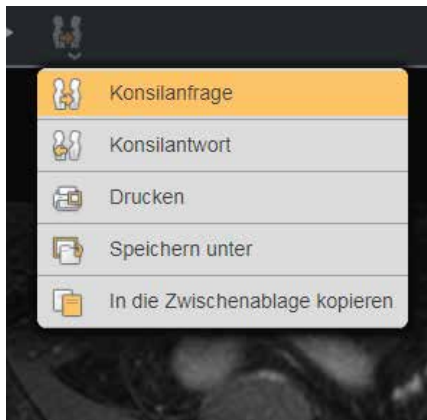 Konsilanfrage
Konsilantwort
Drucken
Speichern unter
In die Zwischenablage kopieren